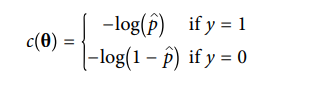 −log(p̂) if y = 1
c(θ) = {
−log(1 − p̂) if y = 0